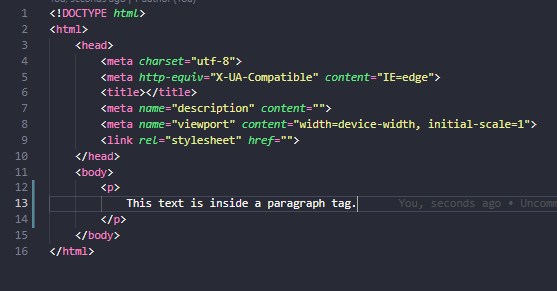 You, seconds ago | 1 author (You)
1 <!DOCTYPE html>
2 <html>
3 <head>
4 <meta charset="utf-8">
5 <meta http-equiv="X-UA-Compatible" content="IE=edge">
6 <title></title>
7 <meta name="description" content="">
8 <meta name="viewport" content="width=device-width, initial-scale=1">
9 <link rel="stylesheet" href="">
10 </head>
11 <body>
12 <p>
13 This text is inside a paragraph tag. You, seconds ago • Uncomm
14 </p>
15 </body>
16 </html>